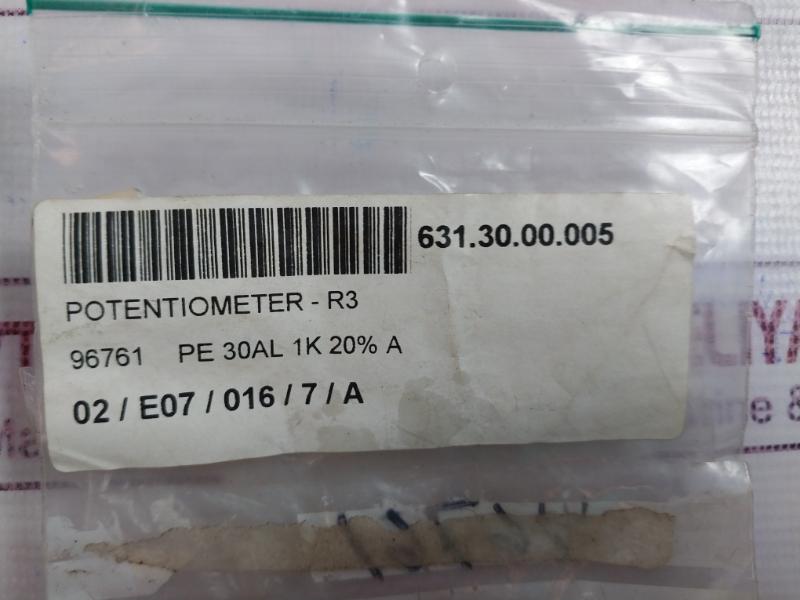 631.30.00.005
POTENTIOMETER - R3
96761 PE 30AL 1K 20% A
02 / E07 / 016 / 7 / A